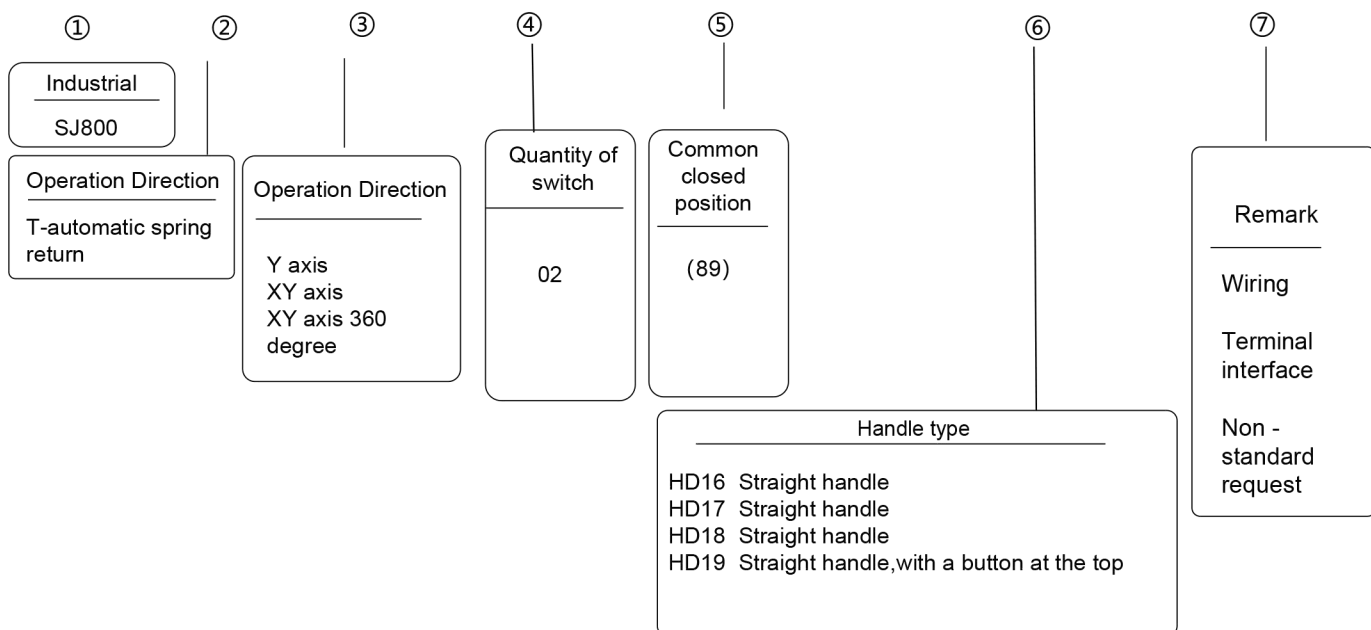 ① ② ③ ④ ⑤ ⑥ ⑦
Industrial
SJ800
Operation Direction
T-automatic spring
return
Operation Direction
Y axis
XY axis
XY axis 360
degree
Quantity of
switch
02
Common
closed
position
(89)
Handle type
HD16 Straight handle
HD17 Straight handle
HD18 Straight handle
HD19 Straight handle,with a button at the top
Remark
Wiring
Terminal
interface
Non -
standard
request